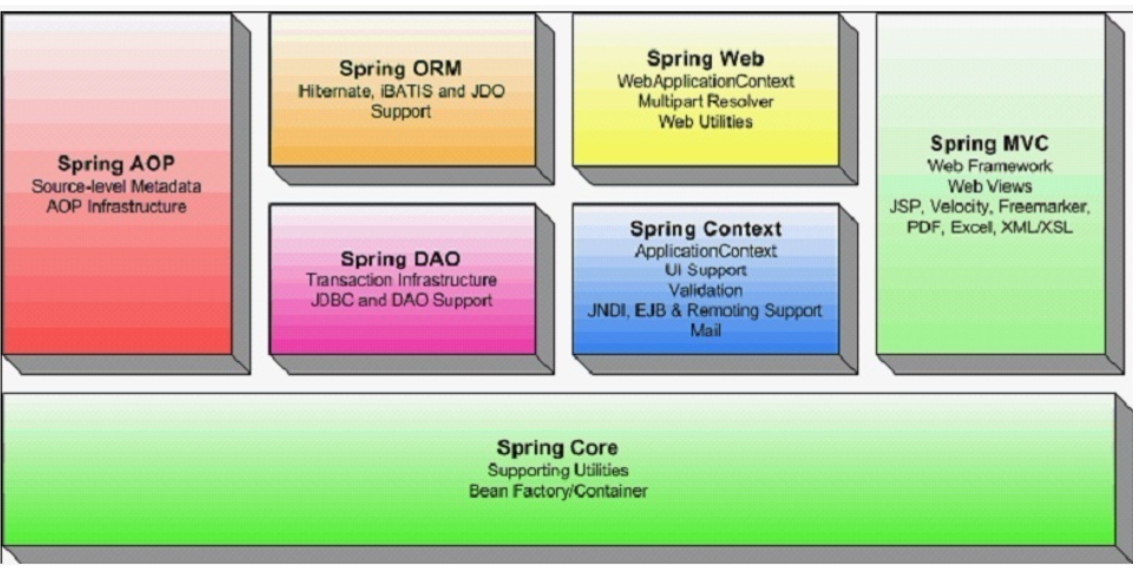 Spring AOP
Source-level Metadata
AOP Infrastructure
Spring ORM
Hibernate, iBATIS and JDO
Support
Spring DAO
Transaction Infrastructure
JDBC and DAO Support
Spring Web
WebApplicationContext
Multipart Resolver
Web Utilities
Spring Context
ApplicationContext
UI Support
Validation
JNDI, EJB & Remoting Support
Mail
Spring MVC
Web Framework
Web Views
JSP, Velocity, Freemarker,
PDF, Excel, XML/XSL
Spring Core
Supporting Utilities
Bean Factory/Container